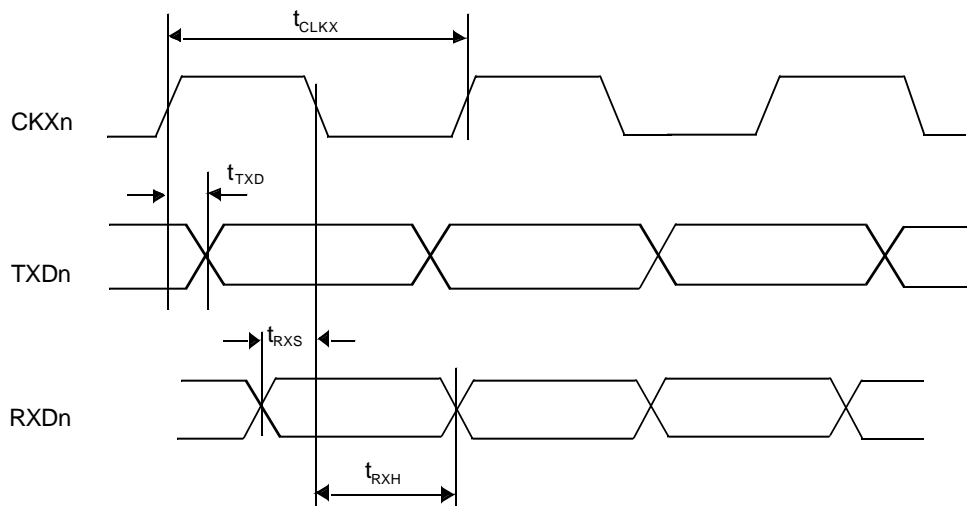 tCLKX
CKXn
tTXD
TXDn
tRXS
RXDn
tRXH